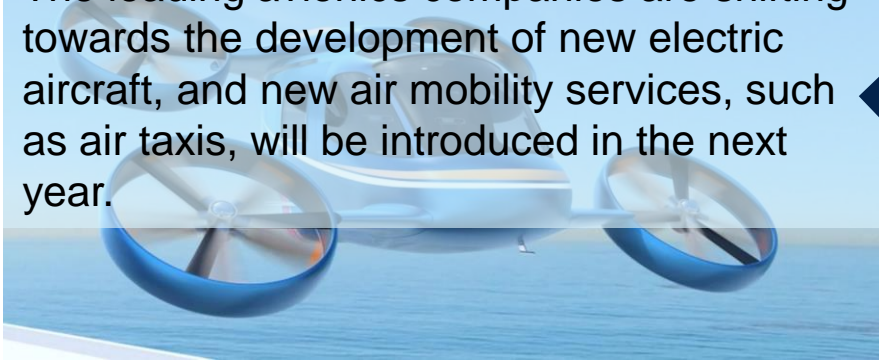 The leading avionics companies are shifting
towards the development of new electric
aircraft, and new air mobility services, such
as air taxis, will be introduced in the next
year.